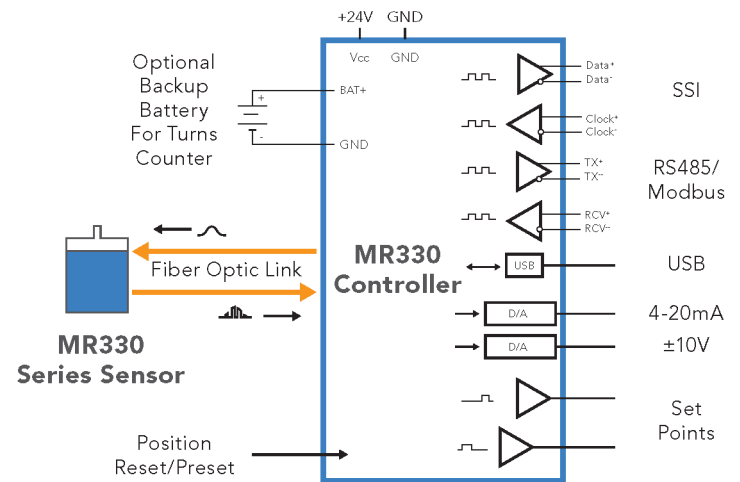 +24V GND
Vcc GND
Optional
Backup
Battery
For Turns
Counter
+
-
BAT+
GND
Data+
Data-
SSI
Clock+
Clock-
TX+
TX-
RS485/
Modbus
RCV+
RCV-
MR330
Controller
Fiber Optic Link
MR330
Series Sensor
USB
USB
D/A
4-20mA
D/A
±10V
Set
Points
Position
Reset/Preset